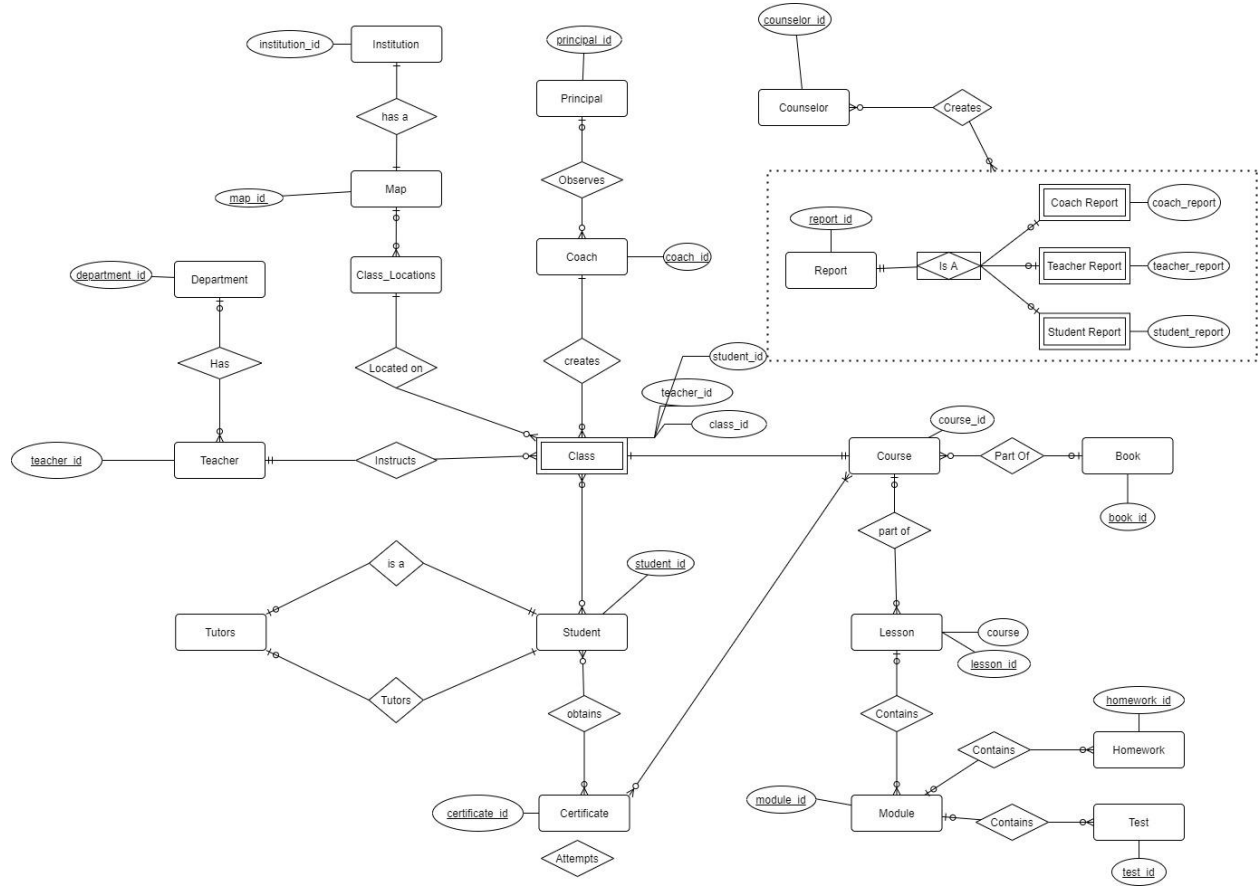 counselor_id
institution_id
Institution
principal_id
Principal
Counselor
Creates
has a
map_id
Map
Observes
report_id
Coach Report
coach_report
department_id
Department
Class_Locations
Coach
coach_id
Report
Is A
Teacher Report
teacher_report
Student Report
student_report
Has
Located on
creates
student_id
teacher_id
class_id
course_id
teacher_id
Teacher
Instructs
Class
Course
Part Of
Book
book_id
part of
is a
student_id
Tutors
Student
Lesson
course
lesson_id
Tutors
obtains
Contains
homework_id
Contains
Homework
module_id
Module
certificate_id
Certificate
Contains
Test
Attempts
test_id